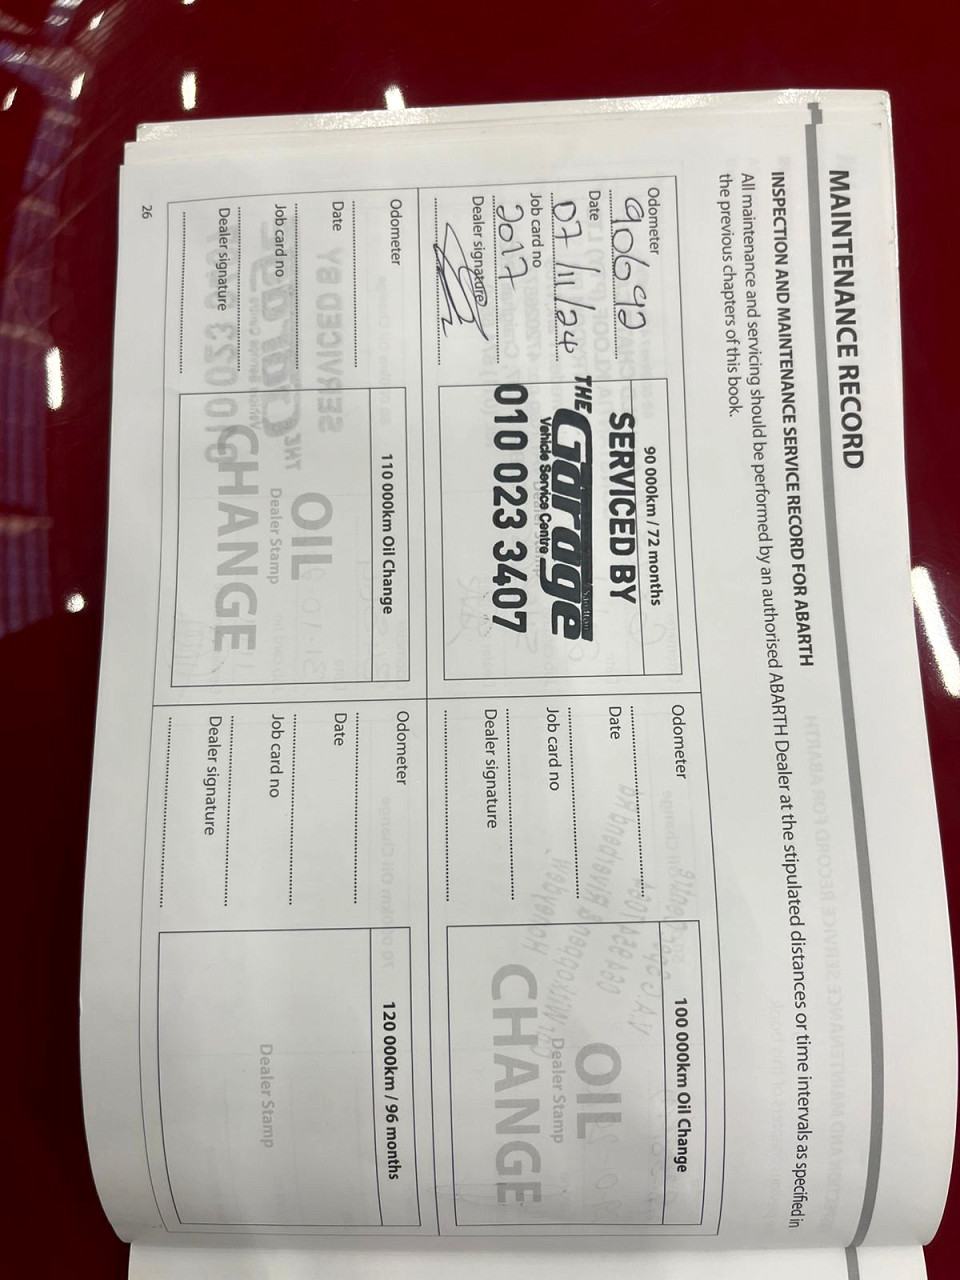 MAINTENANCE RECORD
INSPECTION AND MAINTENANCE SERVICE RECORD FOR ABARTH
All maintenance and servicing should be performed by an authorised ABARTH Dealer at the stipulated distances or time intervals as specified in
the previous chapters of this book.
Odometer
90692
Date
07/11/24
Job card no
2017
Dealer signature
90 000km / 72 months
SERVICED BY
THE Garage
Vehicle Service Centre
010 023 3407
Odometer
Date
Job card no
Dealer signature
100 000km Oil Change
OIL
Dealer Stamp
CHANGE
Odometer
Date
Job card no
Dealer signature
110 000km Oil Change
OIL
Dealer Stamp
CHANGE
Odometer
Date
Job card no
Dealer signature
120 000km / 96 months
Dealer Stamp
26